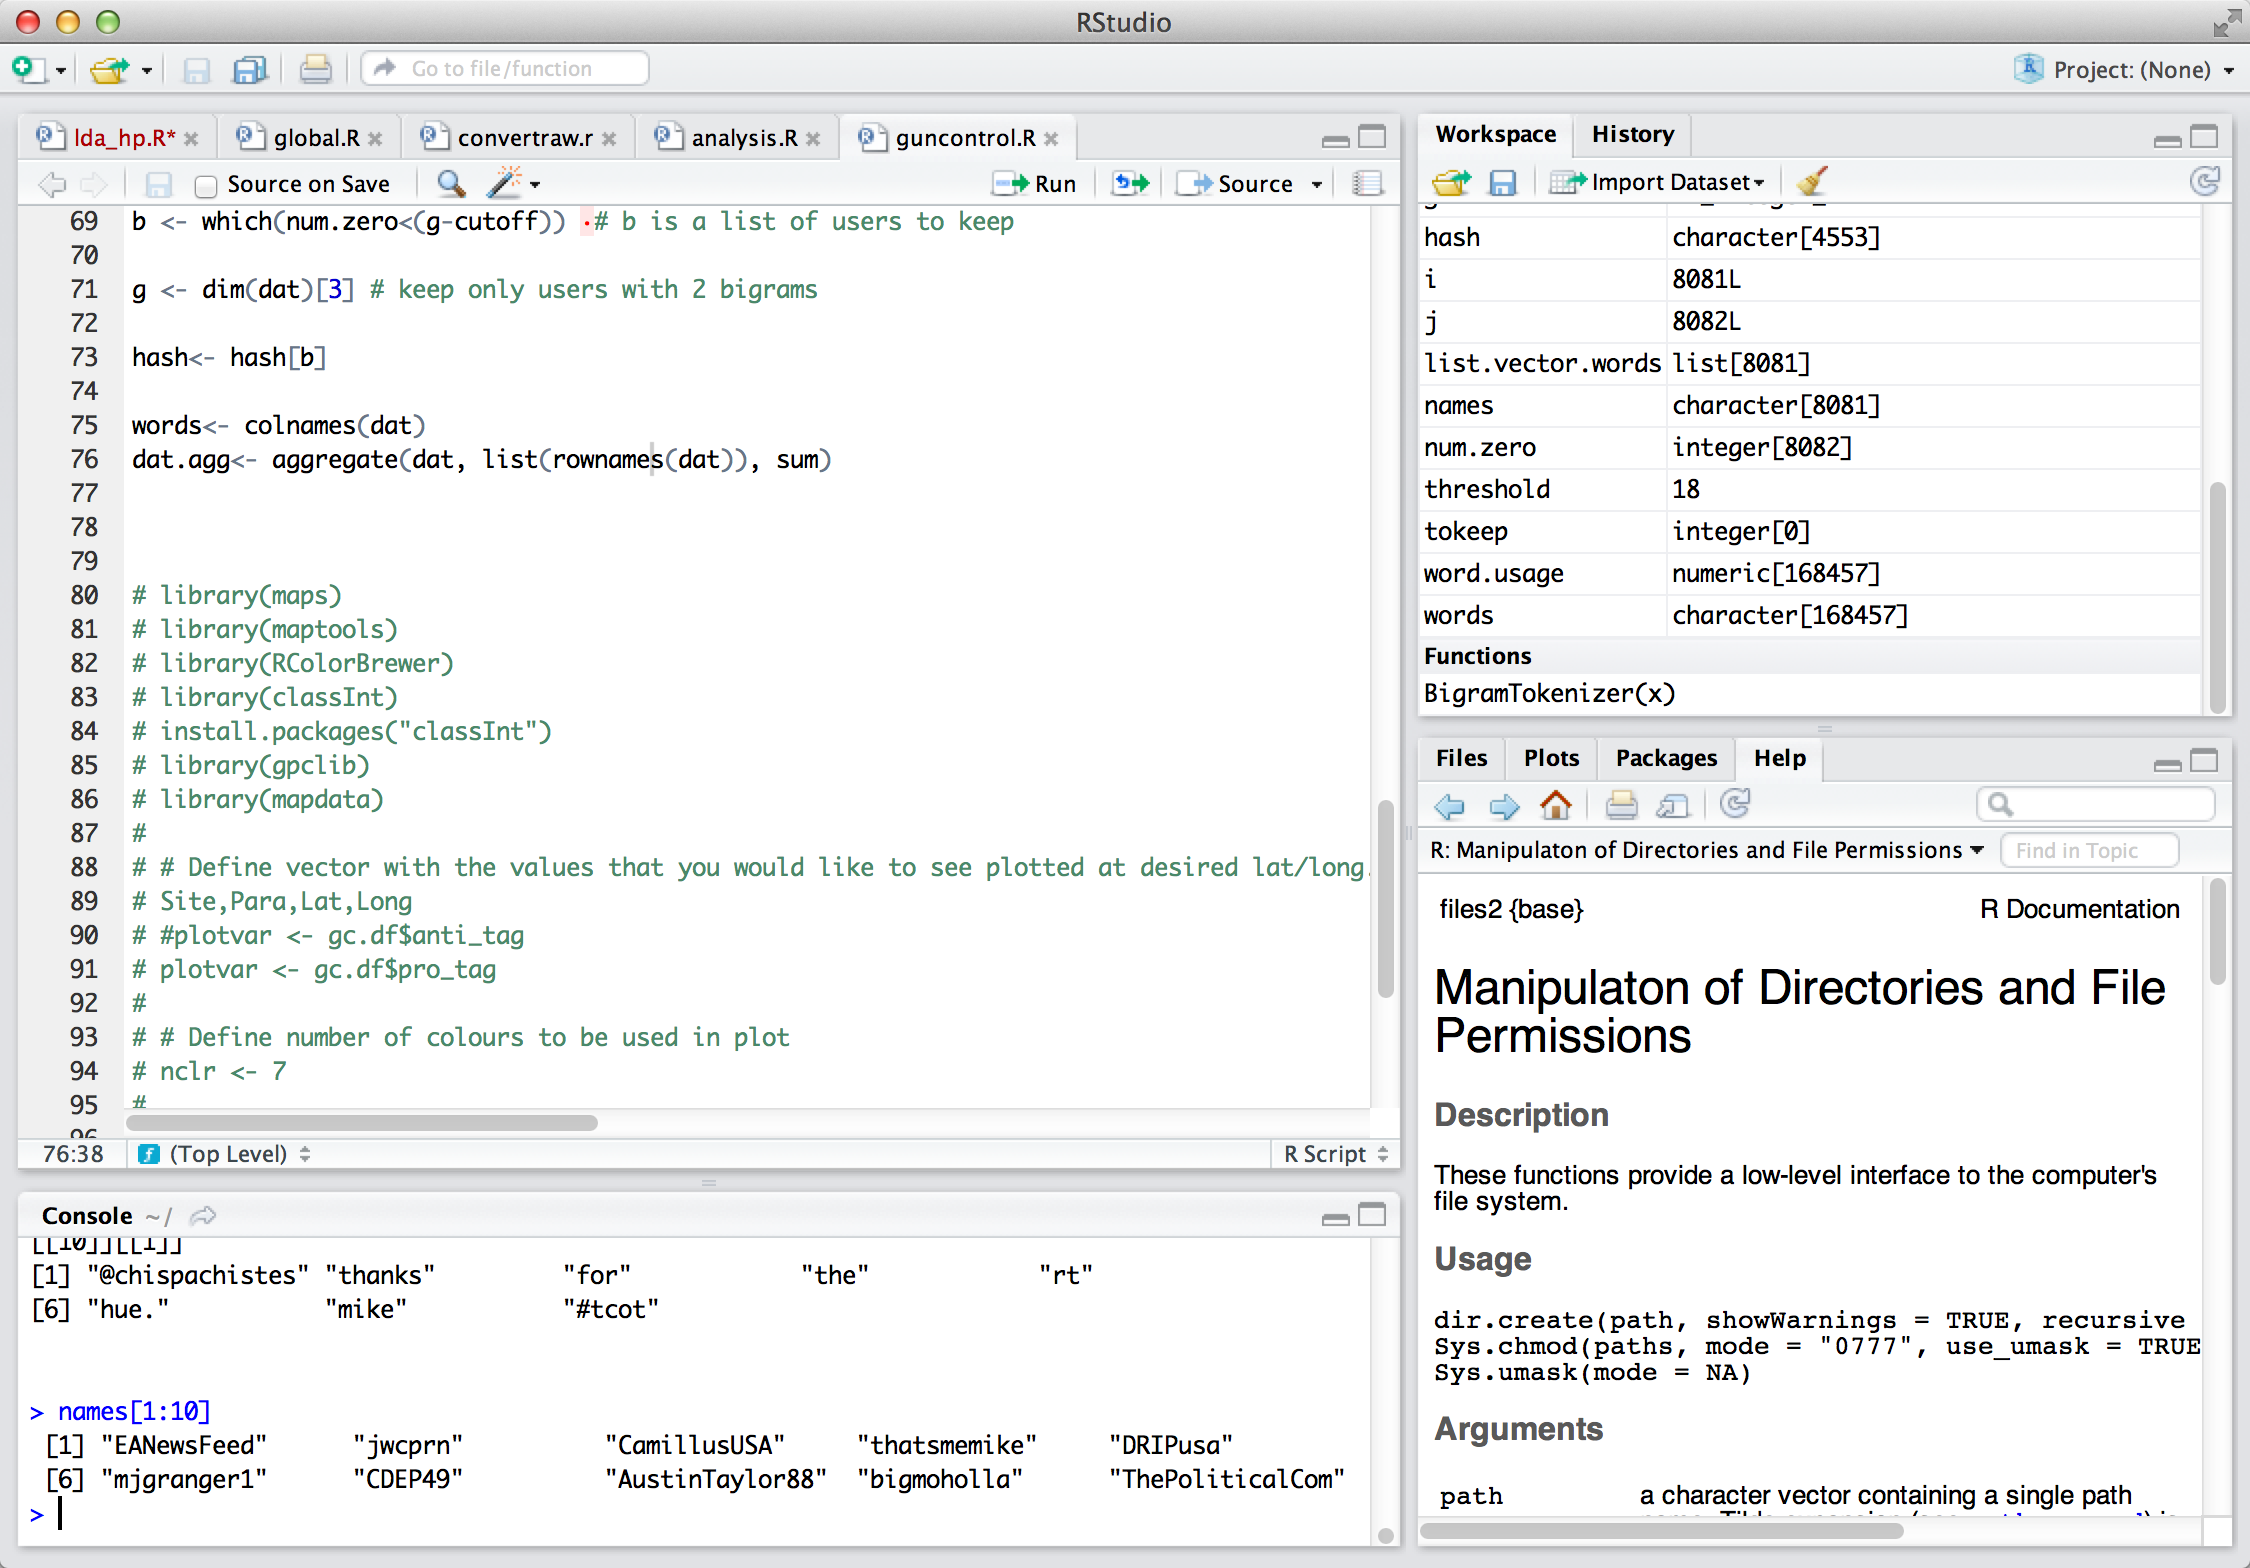 RStudio
Go to file/function
Project: (None)
lda_hp.R*
global.R
convertraw.r
analysis.R
guncontrol.R
Source on Save
Run
Source
69 b <- which(num.zero<(g-cutoff)) # b is a list of users to keep
70
71 g <- dim(dat)[3] # keep only users with 2 bigrams
72
73 hash<- hash[b]
74
75 words<- colnames(dat)
76 dat.agg<- aggregate(dat, list(rownames(dat)), sum)
77
78
79
80 # library(maps)
81 # library(maptools)
82 # library(RColorBrewer)
83 # library(classInt)
84 # install.packages("classInt")
85 # library(gpclib)
86 # library(mapdata)
87 #
88 # # Define vector with the values that you would like to see plotted at desired lat/long.
89 # Site,Para,Lat,Long
90 # #plotvar <- gc.df$anti_tag
91 # plotvar <- gc.df$pro_tag
92 #
93 # # Define number of colours to be used in plot
94 # nclr <- 7
95 #
96
76:38
(Top Level)
R Script
Console ~/
[[10]][[1]]
[1] "@chispachistes" "thanks" "for" "the" "rt"
[6] "hue." "mike" "#tcot"
> names[1:10]
[1] "EANewsFeed" "jwcprn" "CamillusUSA" "thatsmemike" "DRIPusa"
[6] "mjgranger1" "CDEP49" "AustinTaylor88" "bigmoholla" "ThePoliticalCom"
>
Workspace
History
Import Dataset
hash character[4553]
i 8081L
j 8082L
list.vector.words list[8081]
names character[8081]
num.zero integer[8082]
threshold 18
tokeep integer[0]
word.usage numeric[168457]
words character[168457]
Functions
BigramTokenizer(x)
Files
Plots
Packages
Help
R: Manipulaton of Directories and File Permissions
Find in Topic
files2 {base}
R Documentation
Manipulaton of Directories and File
Permissions
Description
These functions provide a low-level interface to the computer's
file system.
Usage
dir.create(path, showWarnings = TRUE, recursive
Sys.chmod(paths, mode = "0777", use_umask = TRUE
Sys.umask(mode = NA)
Arguments
path a character vector containing a single path